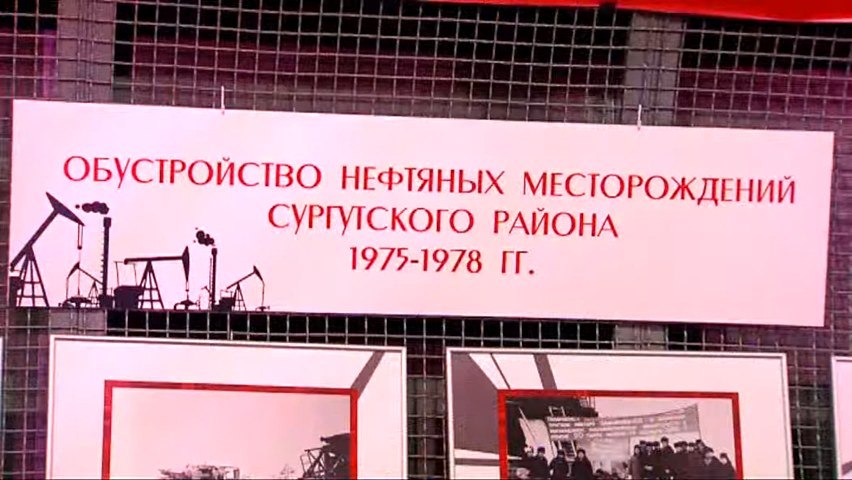 ОБУСТРОЙСТВО НЕФТЯНЫХ МЕСТОРОЖДЕНИЙ
СУРГУТСКОГО РАЙОНА
1975-1978 ГГ.